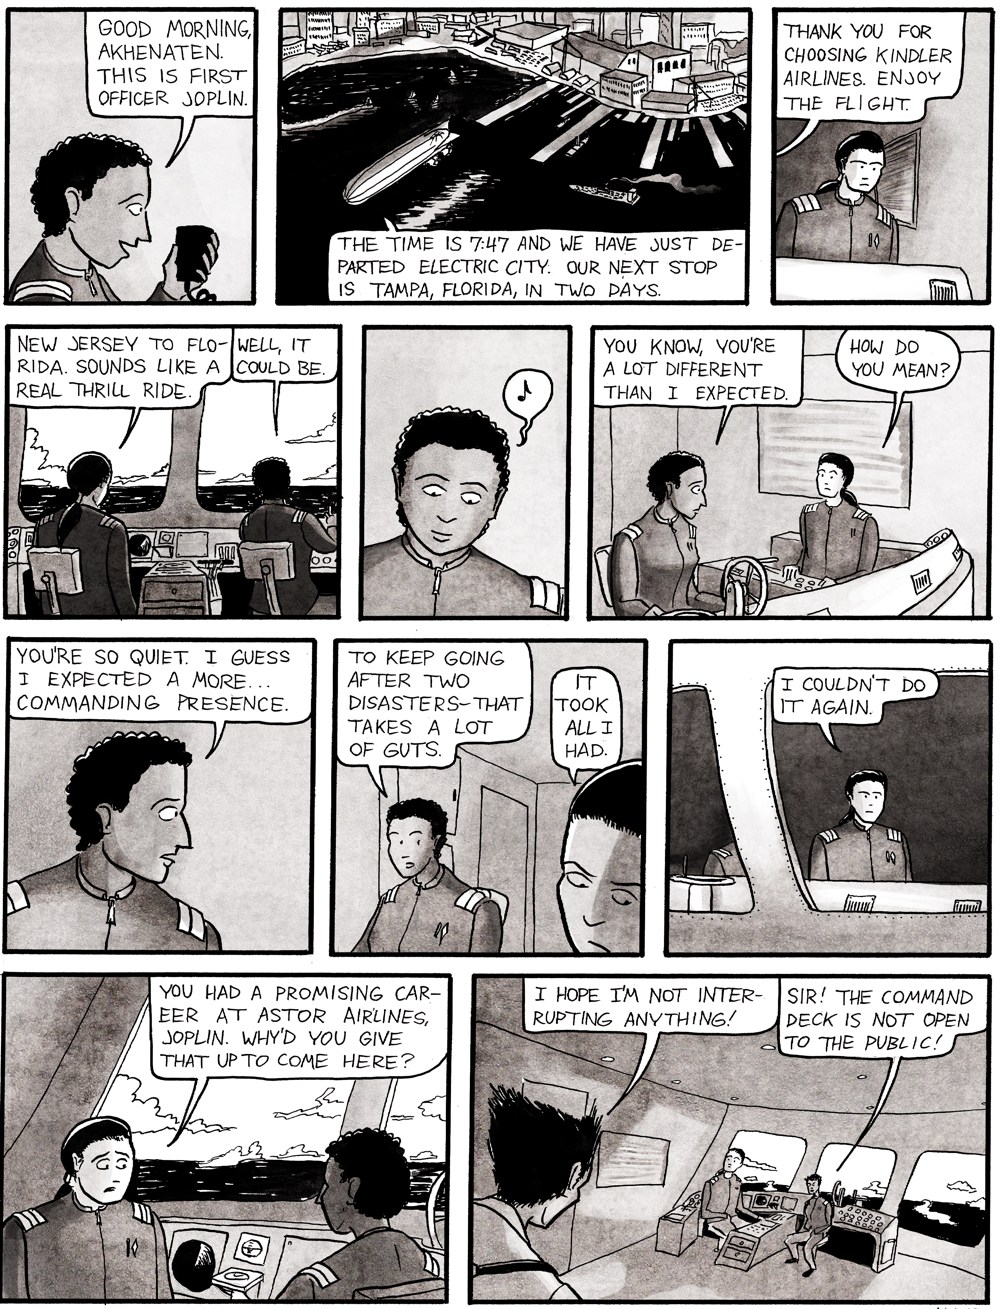 GOOD MORNING,
AKHENATEN.
THIS IS FIRST
OFFICER JOPLIN.
THE TIME IS 7:47 AND WE HAVE JUST DE-
PARTED ELECTRIC CITY. OUR NEXT STOP
IS TAMPA, FLORIDA, IN TWO DAYS.
THANK YOU FOR
CHOOSING KINDLER
AIRLINES. ENJOY
THE FLIGHT.
NEW JERSEY TO FLO-
RIDA. SOUNDS LIKE A
REAL THRILL RIDE.
WELL, IT
COULD BE.
YOU KNOW, YOU'RE
A LOT DIFFERENT
THAN I EXPECTED.
HOW DO
YOU MEAN?
YOU'RE SO QUIET. I GUESS
I EXPECTED A MORE...
COMMANDING PRESENCE.
TO KEEP GOING
AFTER TWO
DISASTERS-THAT
TAKES A LOT
OF GUTS.
IT
TOOK
ALL I
HAD.
I COULDN'T DO
IT AGAIN.
YOU HAD A PROMISING CAR-
EER AT ASTOR AIRLINES,
JOPLIN. WHY'D YOU GIVE
THAT UP TO COME HERE?
I HOPE I'M NOT INTER-
RUPTING ANYTHING!
SIR! THE COMMAND
DECK IS NOT OPEN
TO THE PUBLIC!